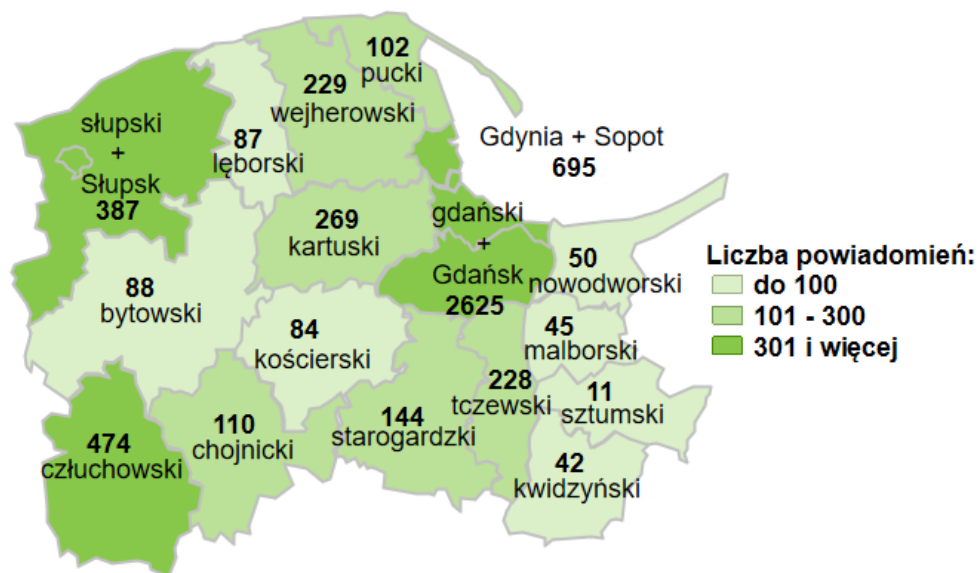 102
pucki
229
wejherowski
słupski
+
Słupsk
387
87
lęborski
Gdynia + Sopot
695
269
kartuski
gdański
+
Gdańsk
2625
50
nowodworski
88
bytowski
84
kościerski
45
malborski
228
tczewski
11
sztumski
474
człuchowski
110
chojnicki
144
starogardzki
42
kwidzyński
Liczba powiadomień:
do 100
101 - 300
301 i więcej